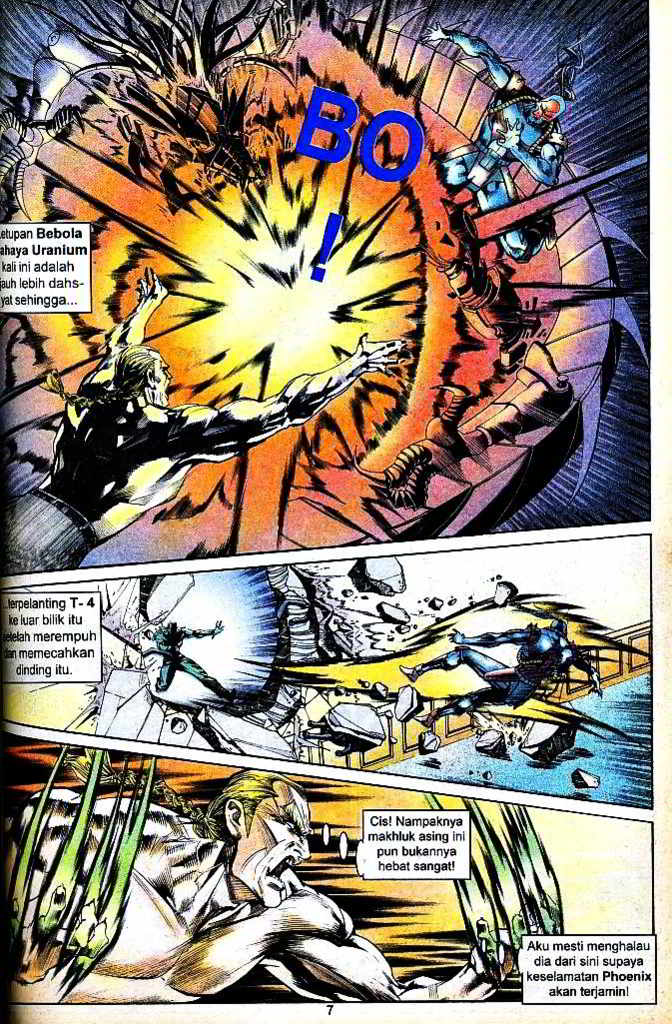 BO
!
etupan Bebola
ahaya Uranium
kali ini adalah
jauh lebih dahs-
yat sehingga...
...terpelanting T-4
ke luar bilik itu
setelah merempuh
dan memecahkan
dinding itu.
Cis! Nampaknya
makhluk asing ini
pun bukannya
hebat sangat!
Aku mesti menghalau
dia dari sini supaya
keselamatan Phoenix
akan terjamin!
7